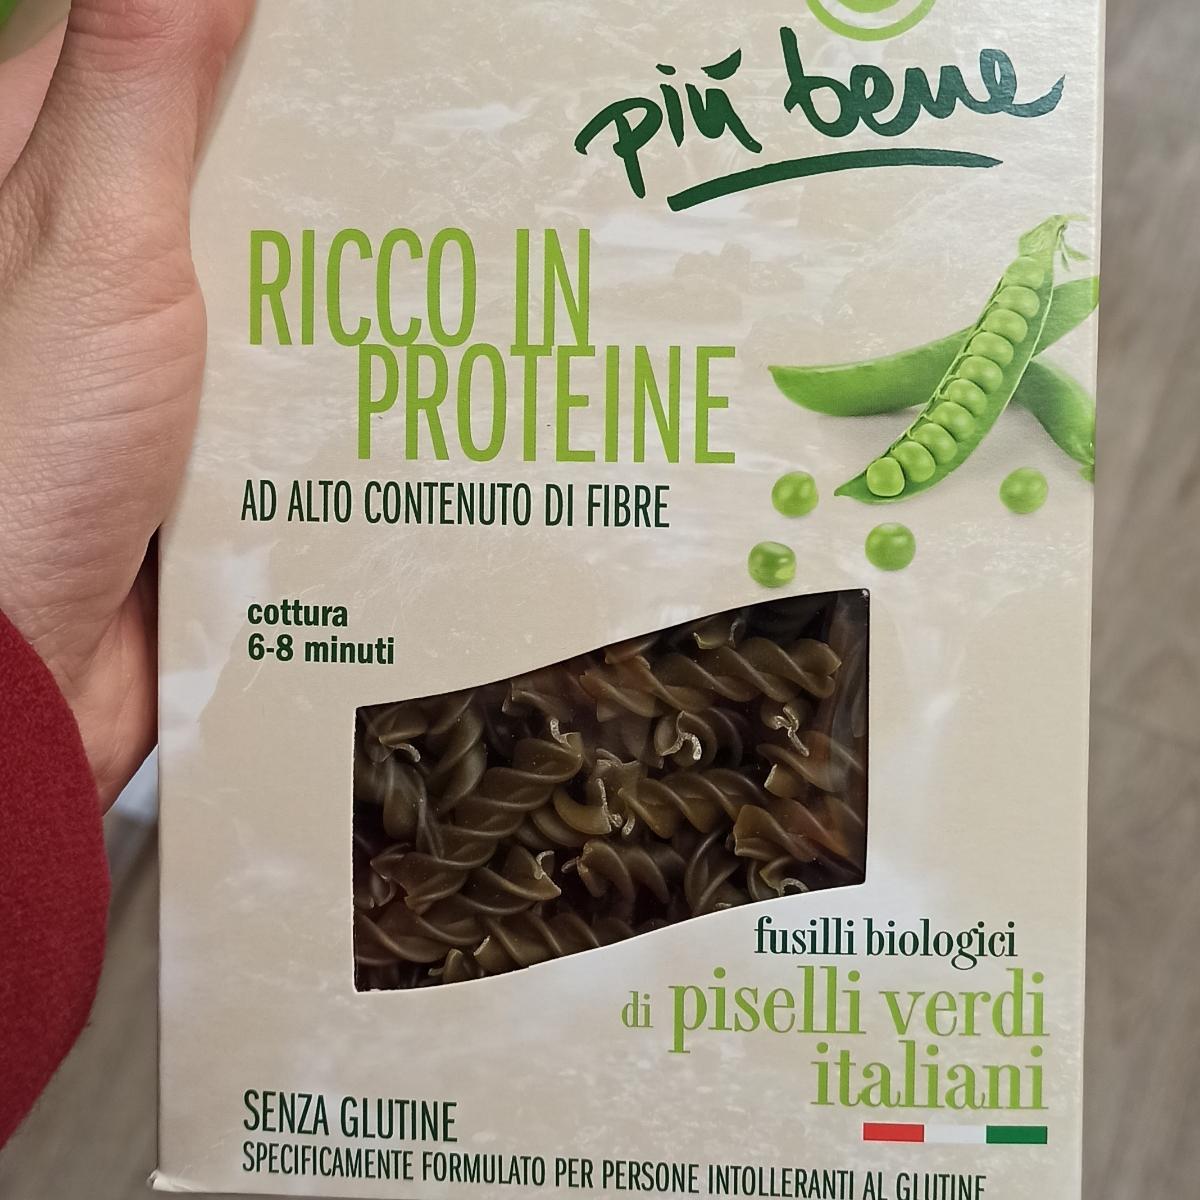 più bene
RICCO IN
PROTEINE
AD ALTO CONTENUTO DI FIBRE
cottura
6-8 minuti
fusilli biologici
di piselli verdi
italiani
SENZA GLUTINE
SPECIFICAMENTE FORMULATO PER PERSONE INTOLLERANTI AL GLUTINE